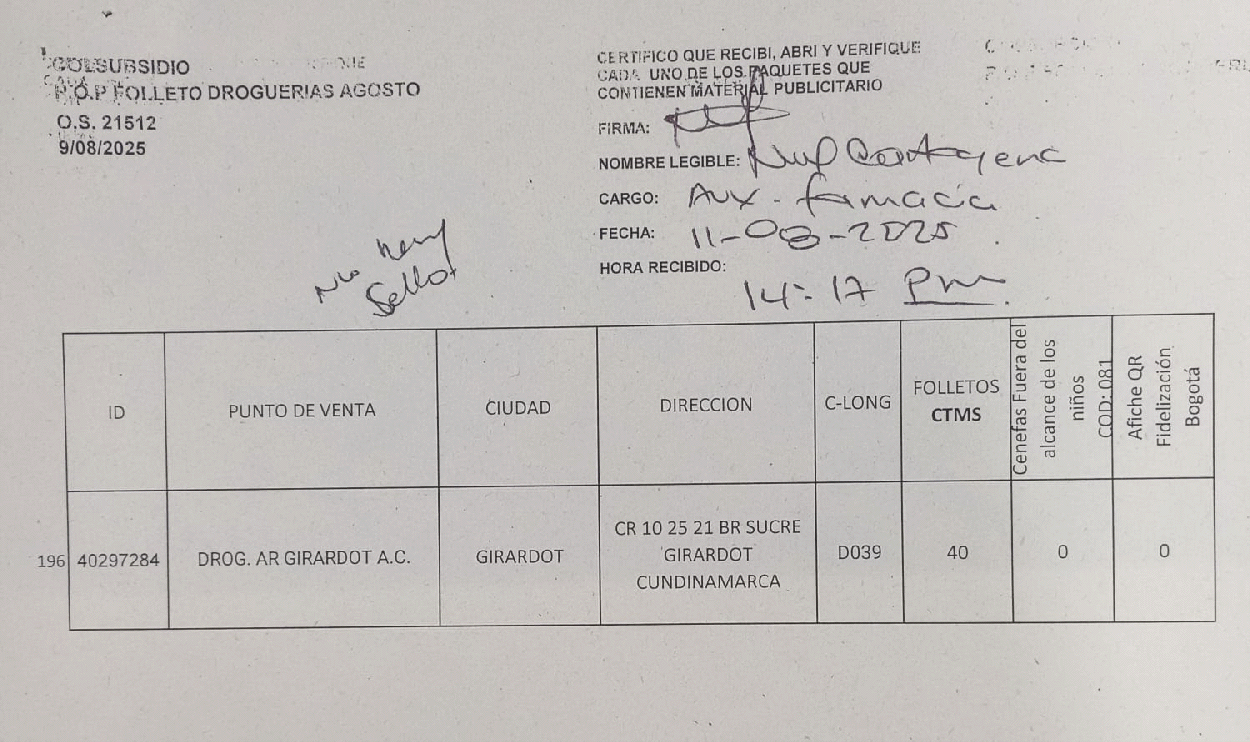 COLSUBSIDIO
P.O.P FOLLETO DROGUERIAS AGOSTO
O.S. 21512
9/08/2025
CERTIFICO QUE RECIBI, ABRI Y VERIFIQUE
CADA UNO DE LOS PAQUETES QUE
CONTIENEN MATERIAL PUBLICITARIO
FIRMA:
NOMBRE LEGIBLE: Cartagena
CARGO: Aux. farmacia
FECHA: 11-08-2025.
HORA RECIBIDO:
14:17 Pm.
No hay
Sello
ID
PUNTO DE VENTA
CIUDAD
DIRECCION
C-LONG
FOLLETOS
CTMS
Cenefas Fuera del
alcance de los
niños
COD: 081
Afiche QR
Fidelización
Bogotá
196
40297284
DROG. AR GIRARDOT A.C.
GIRARDOT
CR 10 25 21 BR SUCRE
GIRARDOT
CUNDINAMARCA
D039
40
0
0